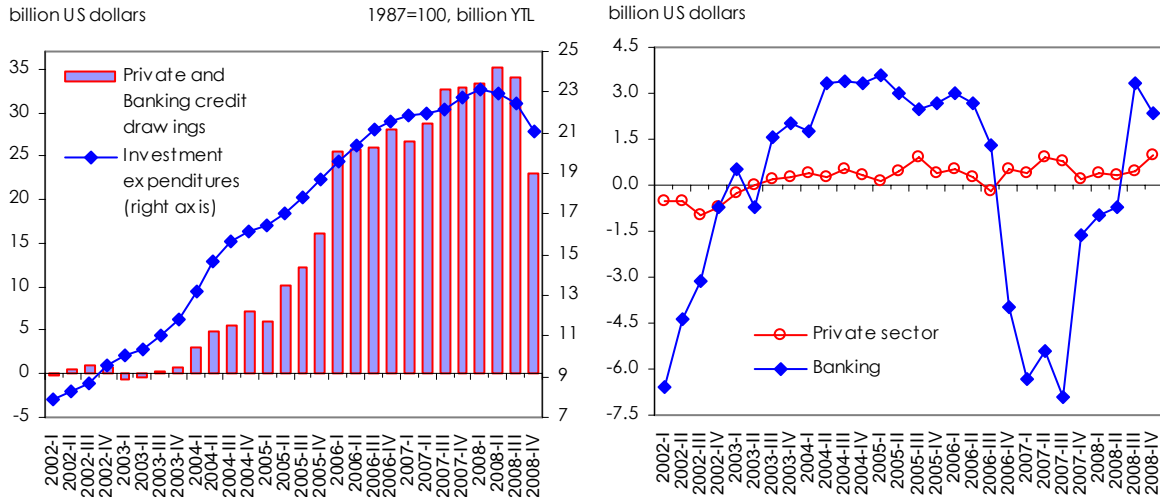 billion US dollars
1987=100, billion YTL
35
30
25
20
15
10
5
0
-5
Private and
Banking credit
drawings
Investment
expenditures
(right axis)
25
23
21
19
17
15
13
11
9
7
2002-I
2002-II
2002-III
2002-IV
2003-I
2003-II
2003-III
2003-IV
2004-I
2004-II
2004-III
2004-IV
2005-I
2005-II
2005-III
2005-IV
2006-I
2006-II
2006-III
2006-IV
2007-I
2007-II
2007-III
2007-IV
2008-I
2008-II
2008-III
2008-IV
billion US dollars
4.5
3.0
1.5
0.0
-1.5
-3.0
-4.5
-6.0
-7.5
Private sector
Banking
2002-I
2002-II
2002-III
2002-IV
2003-I
2003-II
2003-III
2003-IV
2004-I
2004-II
2004-III
2004-IV
2005-I
2005-II
2005-III
2005-IV
2006-I
2006-II
2006-III
2006-IV
2007-I
2007-II
2007-III
2007-IV
2008-I
2008-II
2008-III
2008-IV